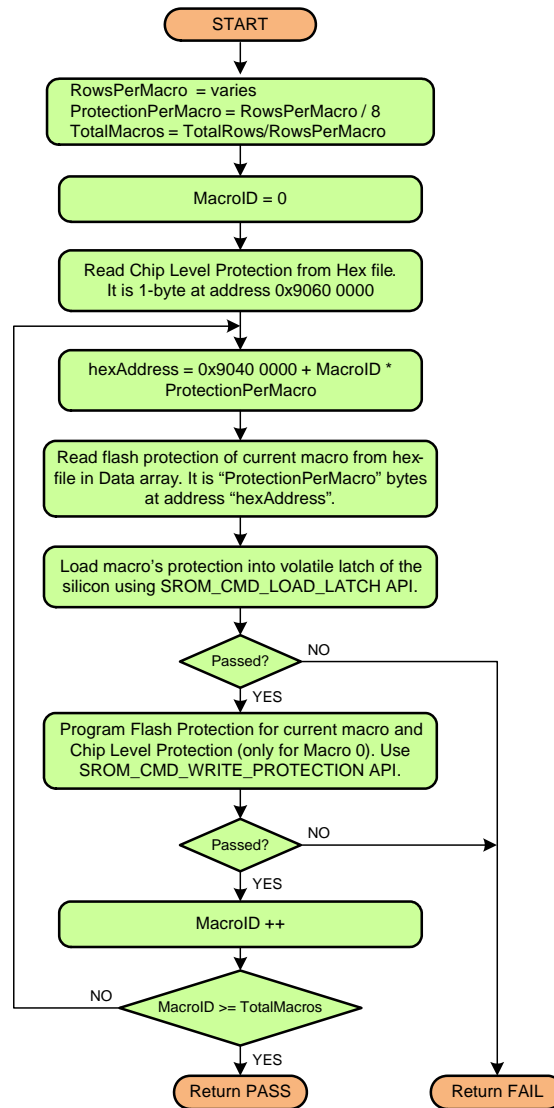 START
RowsPerMacro = varies
ProtectionPerMacro = RowsPerMacro / 8
TotalMacros = TotalRows/RowsPerMacro
MacroID = 0
Read Chip Level Protection from Hex file.
It is 1-byte at address 0x9060 0000
hexAddress = 0x9040 0000 + MacroID *
ProtectionPerMacro
Read flash protection of current macro from hex-
file in Data array. It is “ProtectionPerMacro” bytes
at address “hexAddress”.
Load macro’s protection into volatile latch of the
silicon using SROM_CMD_LOAD_LATCH API.
Passed?
NO
YES
Program Flash Protection for current macro and
Chip Level Protection (only for Macro 0). Use
SROM_CMD_WRITE_PROTECTION API.
Passed?
NO
YES
MacroID ++
NO
MacroID >= TotalMacros
YES
Return PASS
Return FAIL